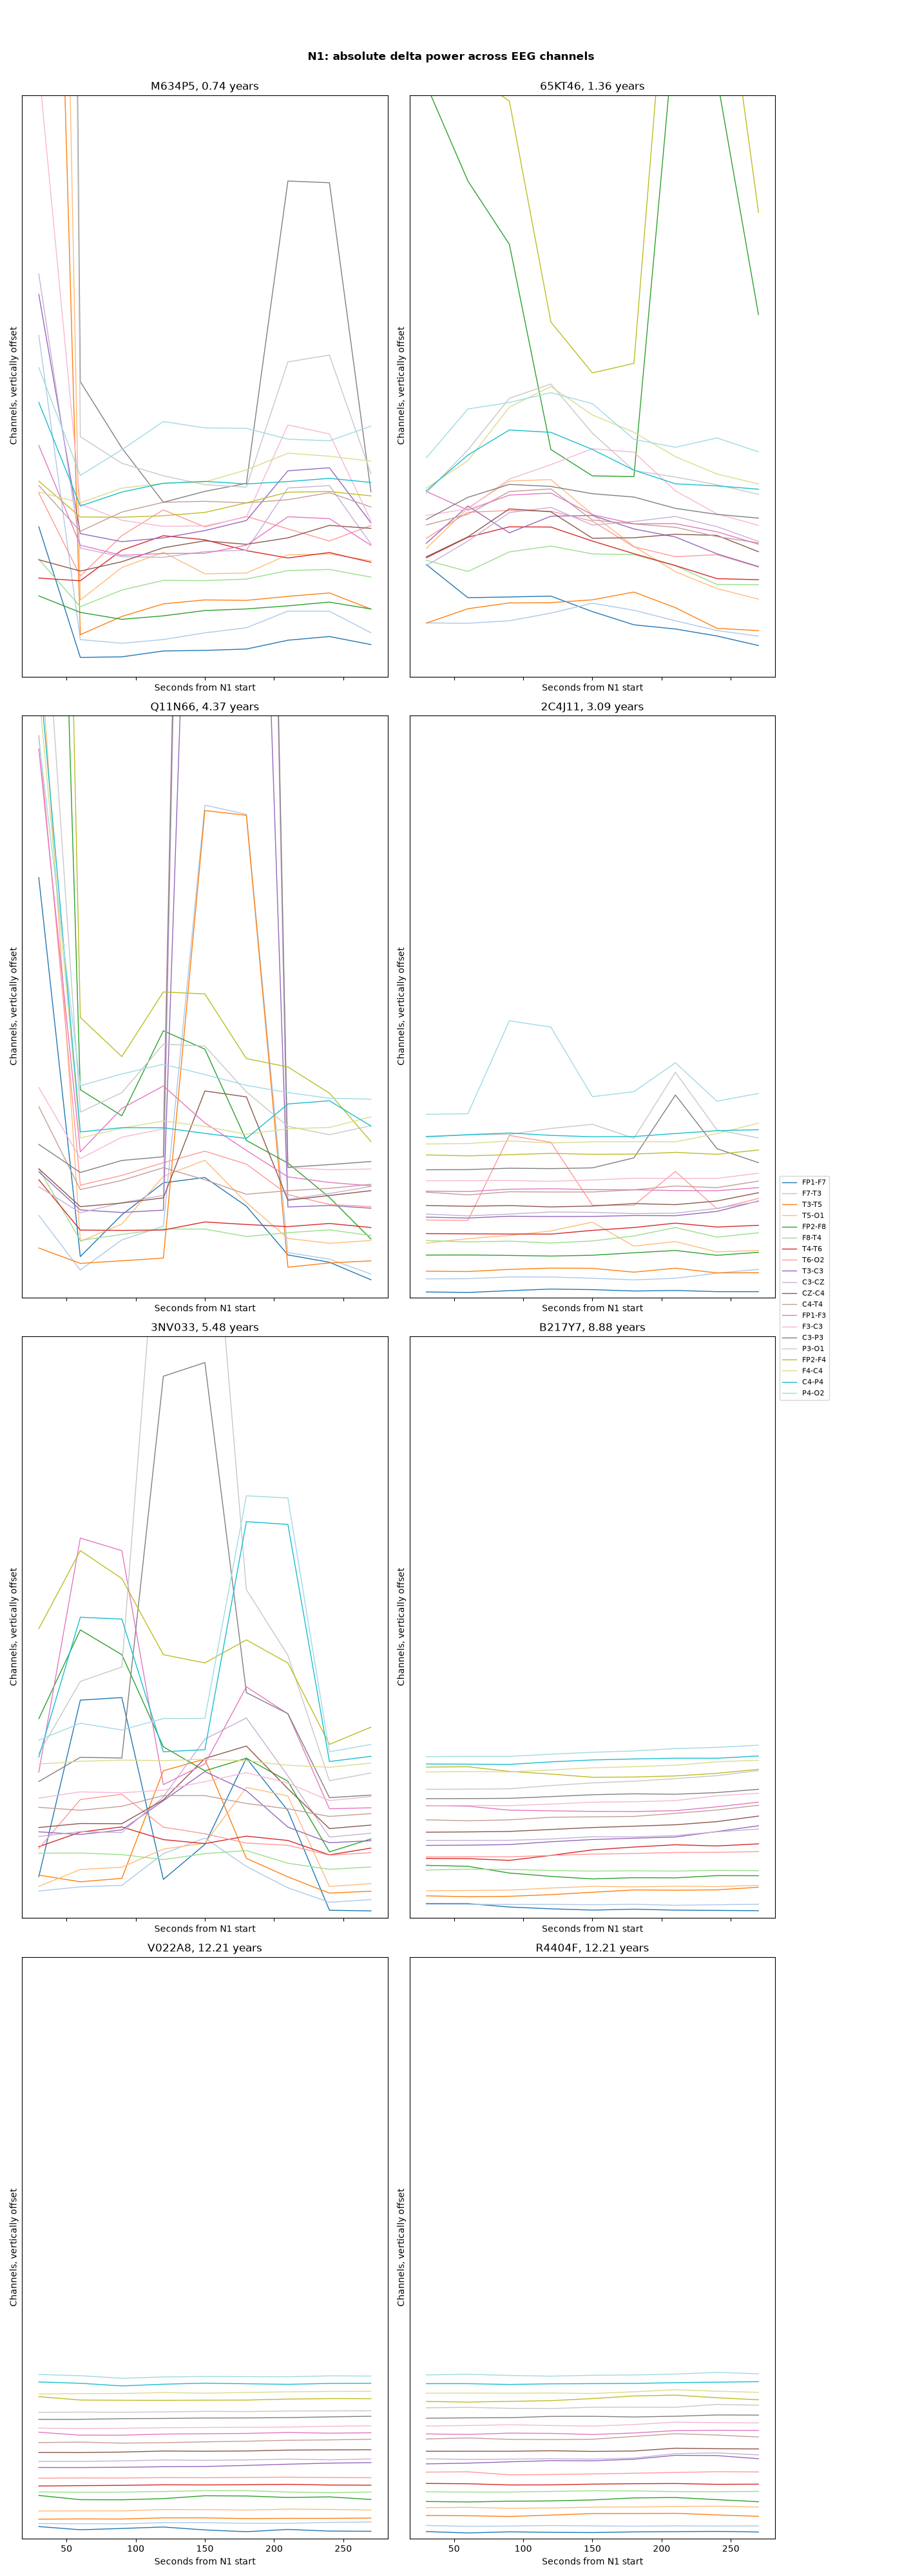 N1: absolute delta power across EEG channels
M634P5, 0.74 years
65KT46, 1.36 years
Channels, vertically offset
Channels, vertically offset
Seconds from N1 start
Seconds from N1 start
Q11N66, 4.37 years
2C4J11, 3.09 years
Channels, vertically offset
Channels, vertically offset
Seconds from N1 start
Seconds from N1 start
FP1-F7
F7-T3
T3-T5
T5-O1
FP2-F8
F8-T4
T4-T6
T6-O2
T3-C3
C3-CZ
CZ-C4
C4-T4
FP1-F3
F3-C3
C3-P3
P3-O1
FP2-F4
F4-C4
C4-P4
P4-O2
3NV033, 5.48 years
B217Y7, 8.88 years
Channels, vertically offset
Channels, vertically offset
Seconds from N1 start
Seconds from N1 start
V022A8, 12.21 years
R4404F, 12.21 years
Channels, vertically offset
Channels, vertically offset
50 100 150 200 250
50 100 150 200 250
Seconds from N1 start
Seconds from N1 start